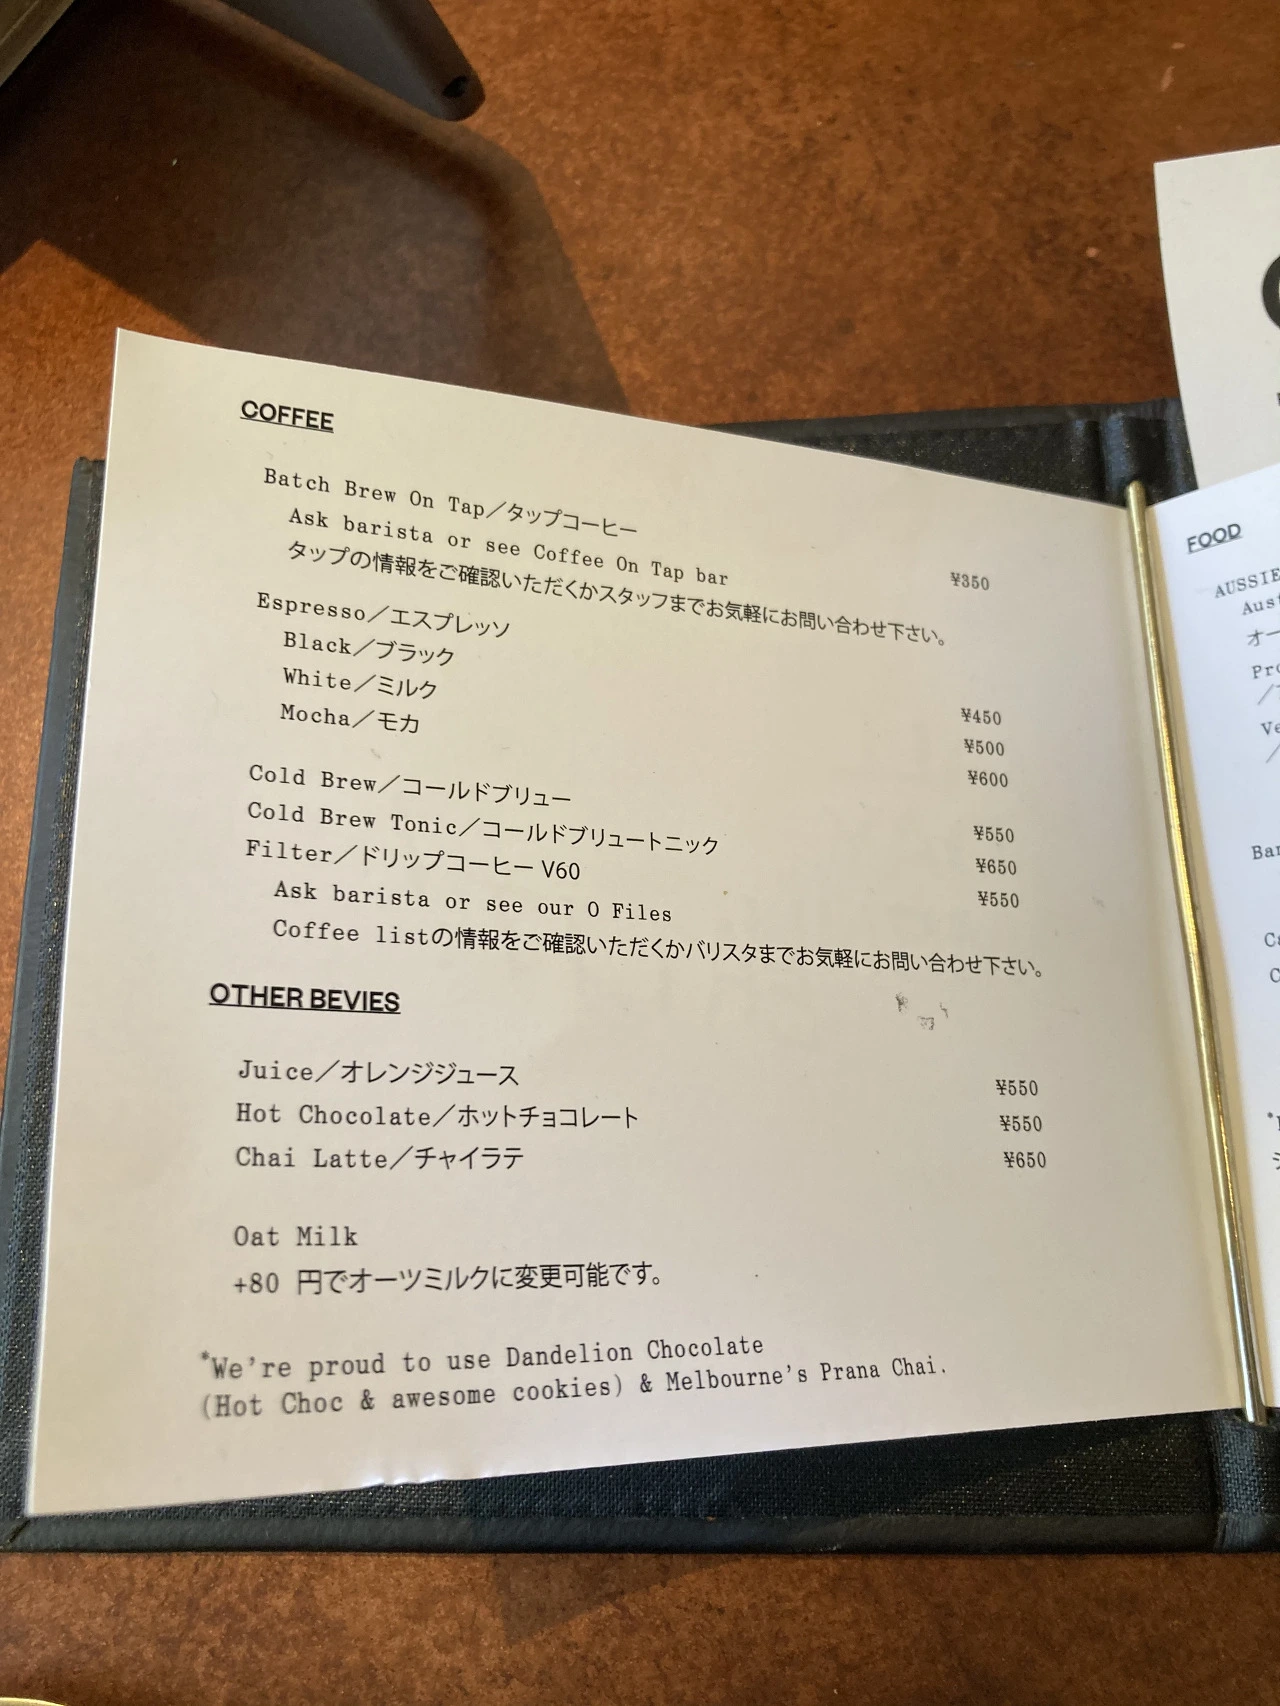 COFFEE
Batch Brew On Tap／タップコーヒー ¥350
Ask barista or see Coffee On Tap bar
タップの情報をご確認いただくかスタッフまでお気軽にお問い合わせ下さい。
Espresso／エスプレッソ
Black／ブラック ¥450
White／ミルク ¥500
Mocha／モカ ¥600
Cold Brew／コールドブリュー ¥550
Cold Brew Tonic／コールドブリュートニック ¥650
Filter／ドリップコーヒー V60 ¥550
Ask barista or see our O Files
Coffee listの情報をご確認いただくかバリスタまでお気軽にお問い合わせ下さい。
OTHER BEVIES
Juice／オレンジジュース ¥550
Hot Chocolate／ホットチョコレート ¥550
Chai Latte／チャイラテ ¥650
Oat Milk
+80 円でオーツミルクに変更可能です。
*We're proud to use Dandelion Chocolate
(Hot Choc & awesome cookies) & Melbourne's Prana Chai.
FOOD
AUSSIE